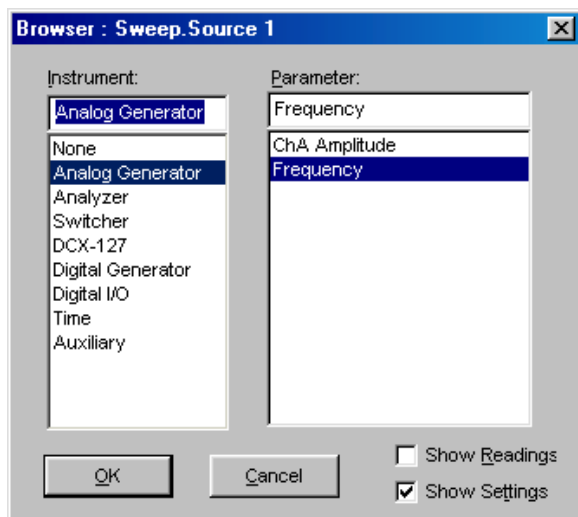 Browser : Sweep.Source 1
Instrument:
Analog Generator
None
Analog Generator
Analyzer
Switcher
DCX-127
Digital Generator
Digital I/O
Time
Auxiliary
Parameter:
Frequency
ChA Amplitude
Frequency
Show Readings
Show Settings
OK
Cancel